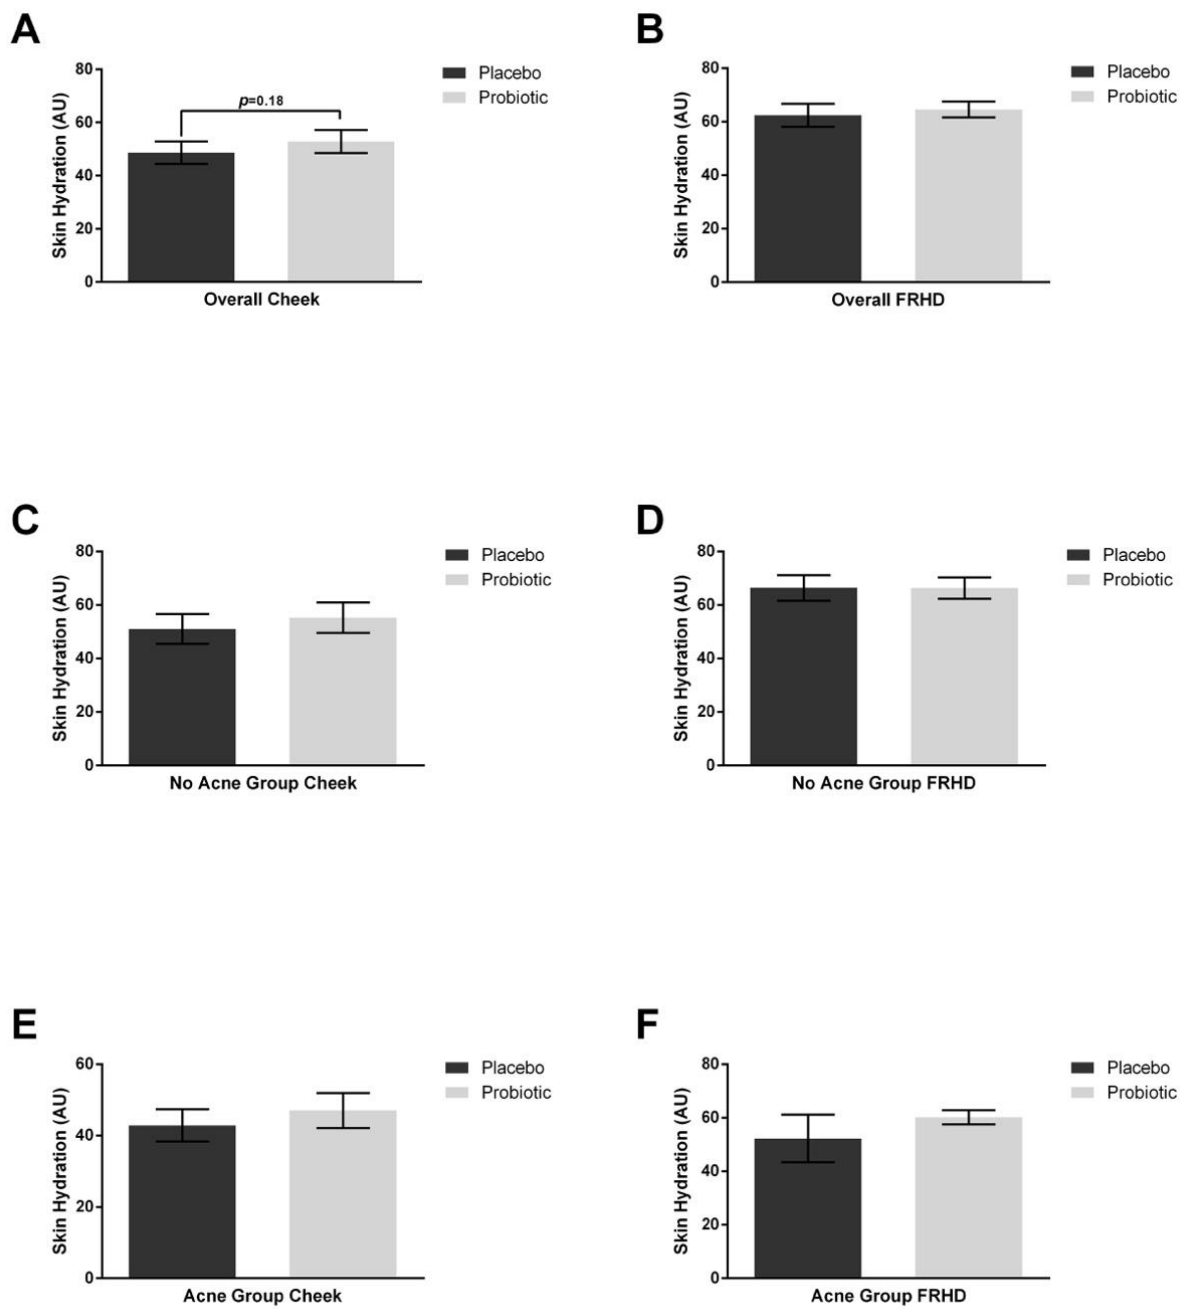 A
Skin Hydration (AU)
80
60
40
20
0
p=0.18
Placebo
Probiotic
Overall Cheek
B
Skin Hydration (AU)
80
60
40
20
0
Placebo
Probiotic
Overall FRHD
C
Skin Hydration (AU)
80
60
40
20
0
Placebo
Probiotic
No Acne Group Cheek
D
Skin Hydration (AU)
80
60
40
20
0
Placebo
Probiotic
No Acne Group FRHD
E
Skin Hydration (AU)
60
40
20
0
Placebo
Probiotic
Acne Group Cheek
F
Skin Hydration (AU)
80
60
40
20
0
Placebo
Probiotic
Acne Group FRHD